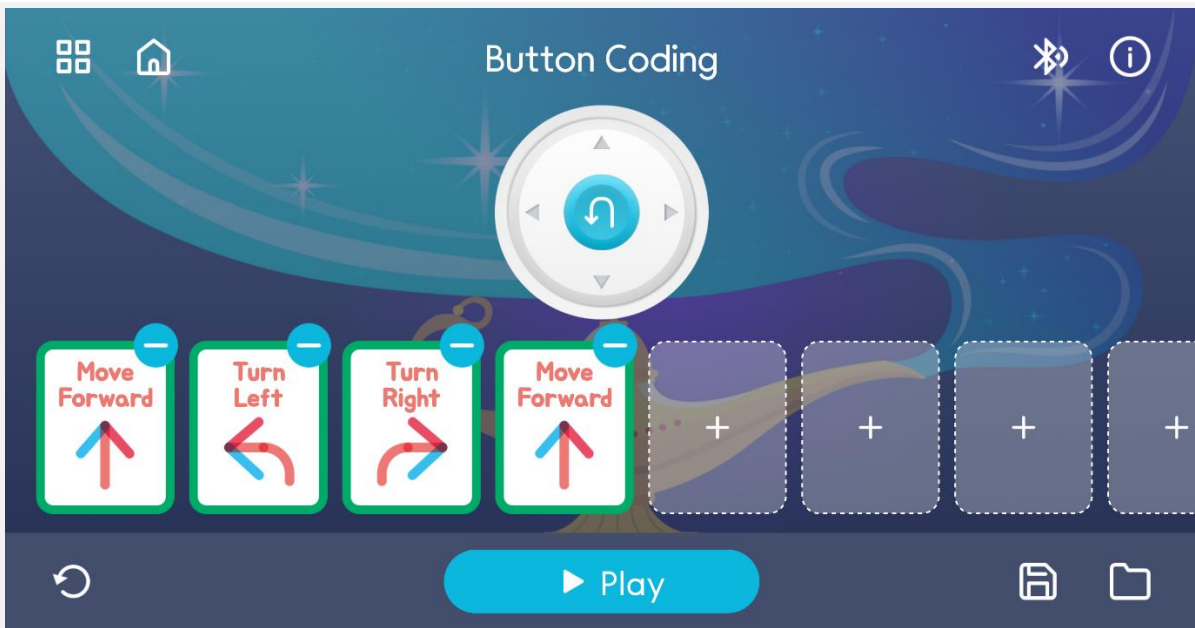 Button Coding
Move
Forward
Turn
Left
Turn
Right
Move
Forward
Play